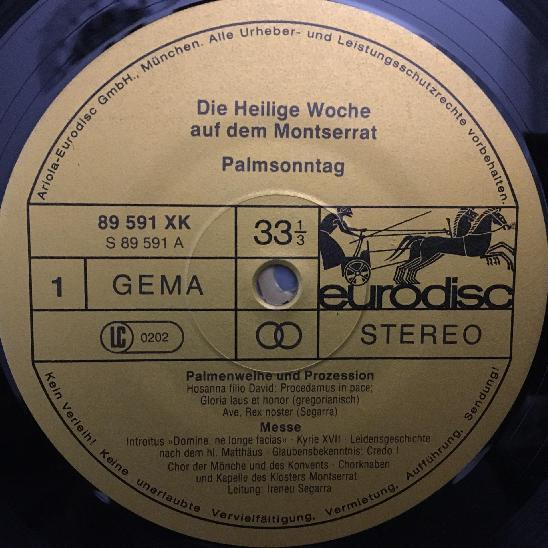 Ariola-Eurodisc GmbH., München. Alle Urheber- und Leistungsschutzrechte vorbehalten.
Die Heilige Woche
auf dem Montserrat
Palmsonntag
89 591 XK
S 89 591 A
33 1/3
1
GEMA
eurodisc
LC 0202
STEREO
Palmenweihe und Prozession
Hosanna filio David; Procedamus in pace;
Gloria laus et honor (gregorianisch)
Ave, Rex noster (Segarra)
Messe
Introitus »Domine, ne longe facias« · Kyrie XVII · Leidensgeschichte
nach dem hl. Matthäus · Glaubensbekenntnis: Credo I
Chor der Mönche und des Konvents · Chorknaben
und Kapelle des Klosters Montserrat
Leitung: Ireneu Segarra
Kein Verleih! Keine unerlaubte Vervielfältigung, Vermietung, Aufführung, Sendung!